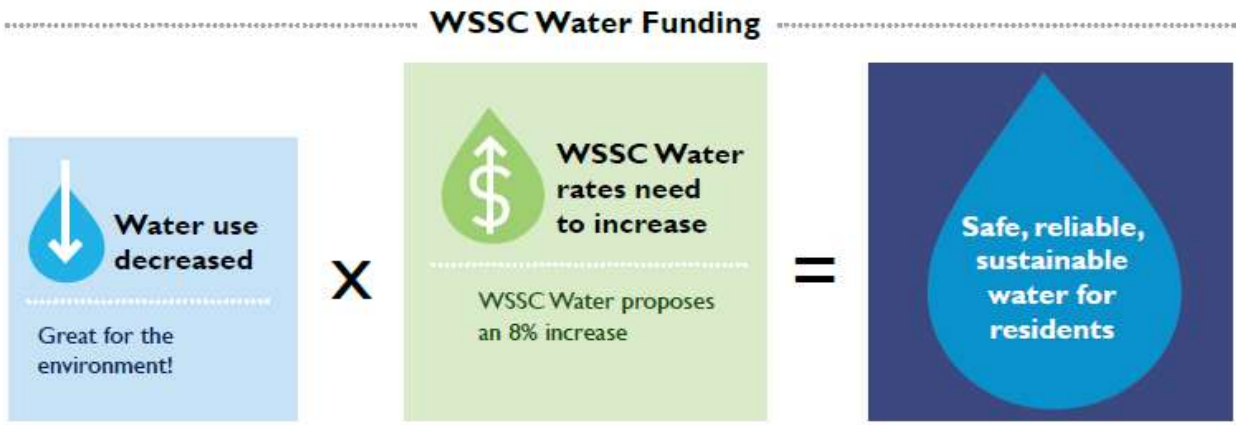 WSSC Water Funding
Water use
decreased
Great for the
environment!
x
WSSC Water
rates need
to increase
WSSC Water proposes
an 8% increase
=
Safe, reliable,
sustainable
water for
residents